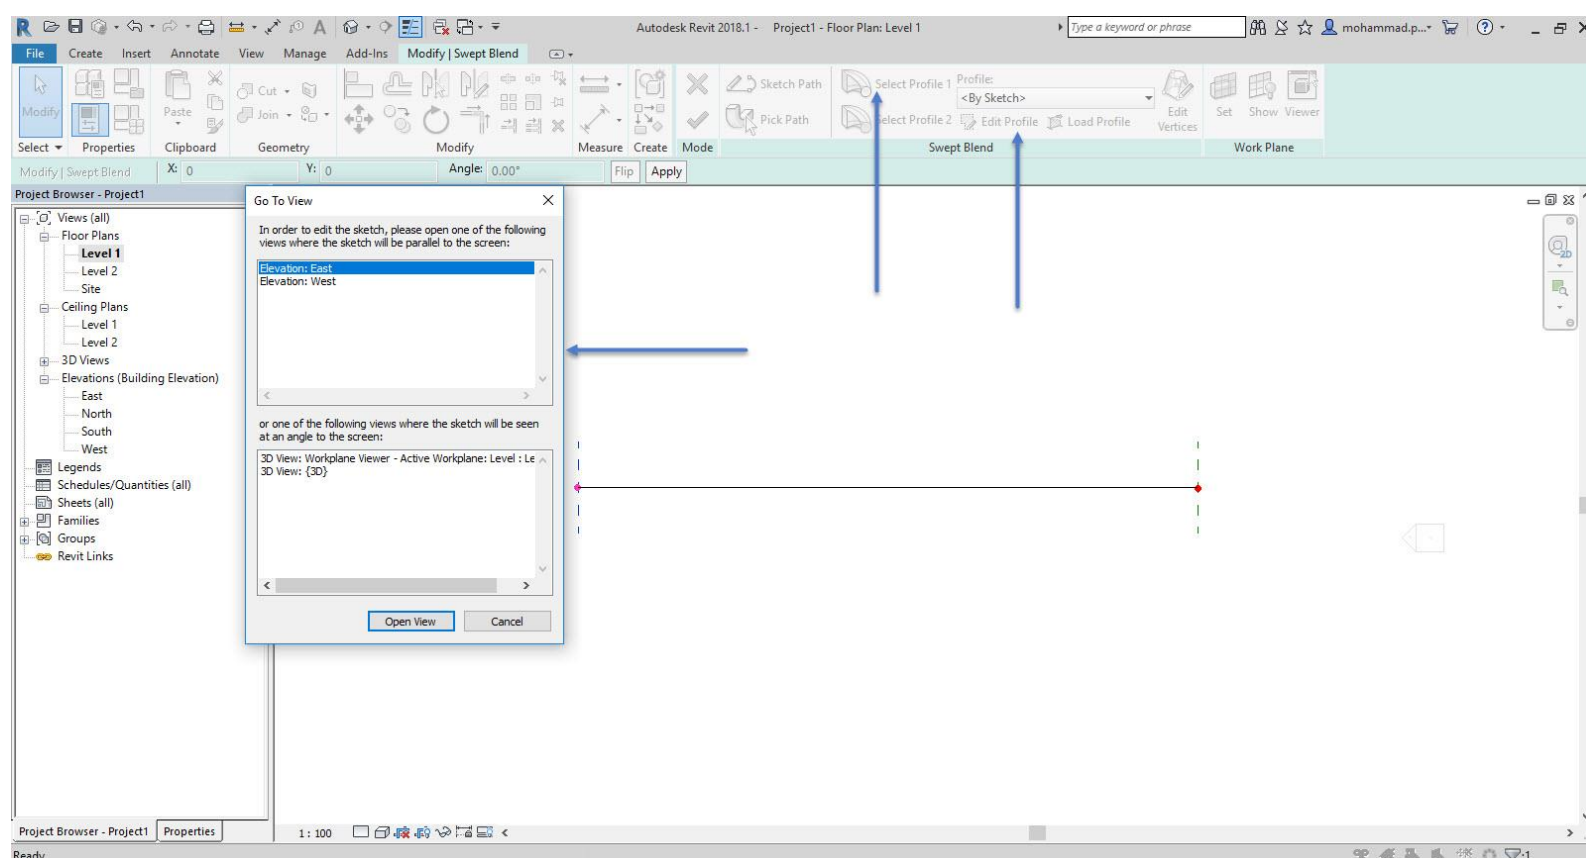 Autodesk Revit 2018.1 - Project1 - Floor Plan: Level 1
Type a keyword or phrase
mohammad.p...
File Create Insert Annotate View Manage Add-Ins Modify | Swept Blend
Modify
Paste
Cut
Join
Sketch Path
Pick Path
Select Profile 1
Select Profile 2
Profile:
<By Sketch>
Edit Profile
Load Profile
Edit
Vertices
Set Show Viewer
Select Properties Clipboard Geometry Modify Measure Create Mode Swept Blend Work Plane
Modify | Swept Blend X: 0 Y: 0 Angle: 0.00° Flip Apply
Project Browser - Project1
Views (all)
Floor Plans
Level 1
Level 2
Site
Ceiling Plans
Level 1
Level 2
3D Views
Elevations (Building Elevation)
East
North
South
West
Legends
Schedules/Quantities (all)
Sheets (all)
Families
Groups
Revit Links
Go To View
In order to edit the sketch, please open one of the following
views where the sketch will be parallel to the screen:
Elevation: East
Elevation: West
or one of the following views where the sketch will be seen
at an angle to the screen:
3D View: Workplane Viewer - Active Workplane: Level : Le
3D View: {3D}
Open View Cancel
2D
Project Browser - Project1 Properties
1 : 100
Ready
:1